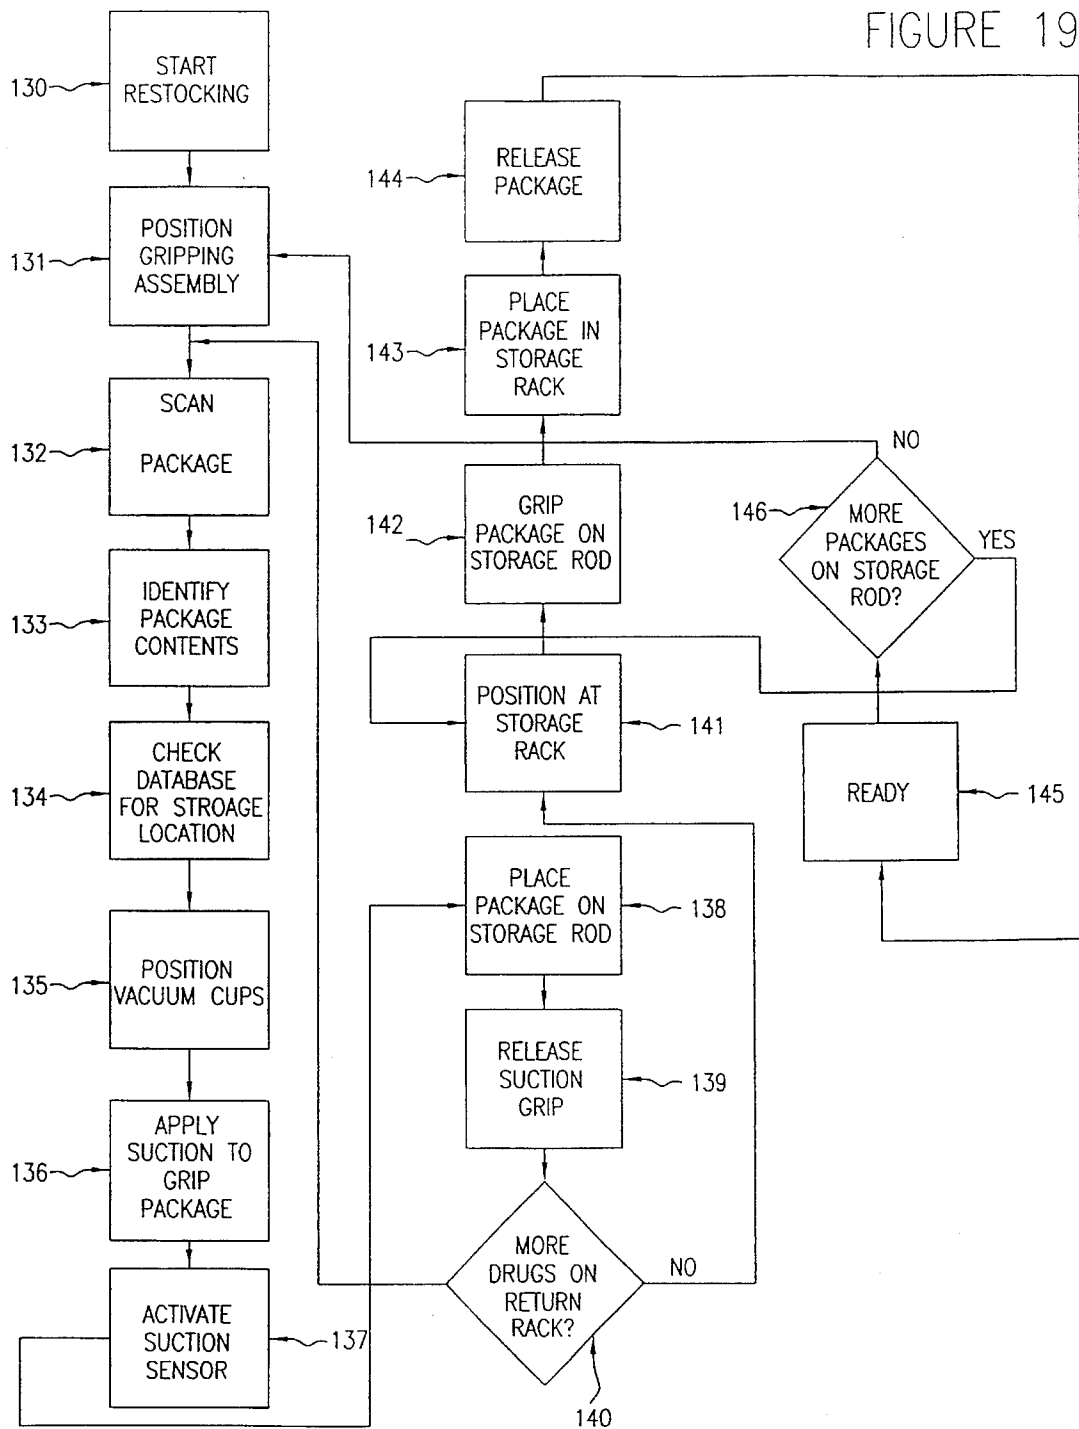 FIGURE 19
130
START
RESTOCKING
131
POSITION
GRIPPING
ASSEMBLY
132
SCAN
PACKAGE
133
IDENTIFY
PACKAGE
CONTENTS
134
CHECK
DATABASE
FOR STROAGE
LOCATION
135
POSITION
VACUUM CUPS
136
APPLY
SUCTION TO
GRIP
PACKAGE
137
ACTIVATE
SUCTION
SENSOR
138
PLACE
PACKAGE ON
STORAGE ROD
139
RELEASE
SUCTION
GRIP
140
MORE
DRUGS ON
RETURN
RACK?
NO
141
POSITION AT
STORAGE
RACK
142
GRIP
PACKAGE ON
STORAGE ROD
143
PLACE
PACKAGE IN
STORAGE
RACK
144
RELEASE
PACKAGE
145
READY
146
MORE
PACKAGES
ON STORAGE
ROD?
NO
YES